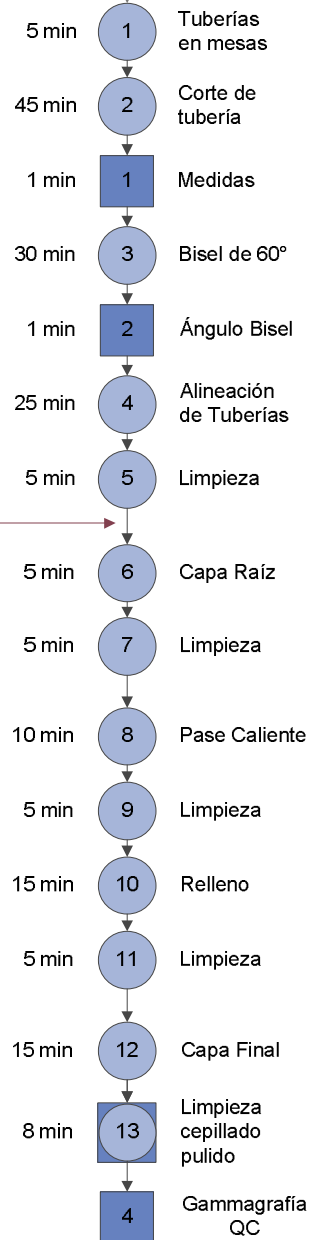 5 min 1 Tuberías
en mesas
45 min 2 Corte de
tubería
1 min 1 Medidas
30 min 3 Bisel de 60°
1 min 2 Ángulo Bisel
25 min 4 Alineación
de Tuberías
5 min 5 Limpieza
5 min 6 Capa Raíz
5 min 7 Limpieza
10 min 8 Pase Caliente
5 min 9 Limpieza
15 min 10 Relleno
5 min 11 Limpieza
15 min 12 Capa Final
8 min 13 Limpieza
cepillado
pulido
4 Gammagrafía
QC